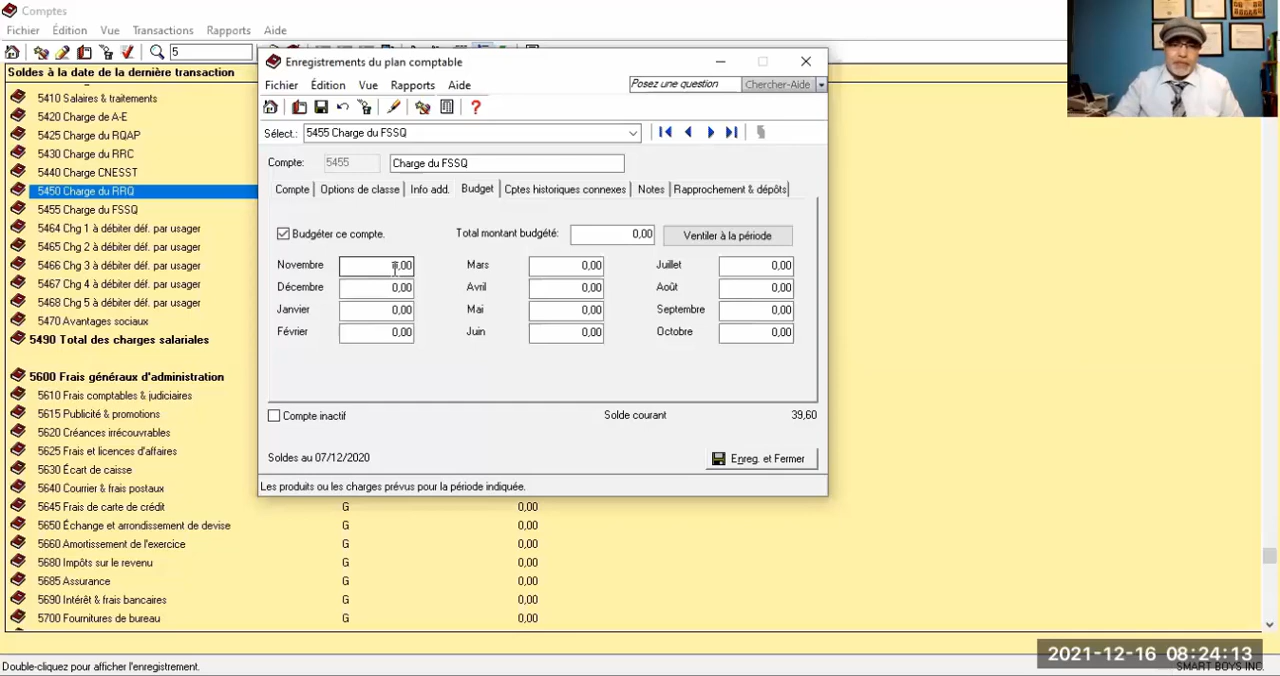 Comptes
Fichier Édition Vue Transactions Rapports Aide
5
Soldes à la date de la dernière transaction
5410 Salaires & traitements
5420 Charge de A-E
5425 Charge du RQAP
5430 Charge du RRC
5440 Charge CNESST
5450 Charge du RRQ
5455 Charge du FSSQ
5464 Chg 1 à débiter déf. par usager
5465 Chg 2 à débiter déf. par usager
5466 Chg 3 à débiter déf. par usager
5467 Chg 4 à débiter déf. par usager
5468 Chg 5 à débiter déf. par usager
5470 Avantages sociaux
5490 Total des charges salariales
5600 Frais généraux d'administration
5610 Frais comptables & judiciaires
5615 Publicité & promotions
5620 Créances irrécouvrables
5625 Frais et licences d'affaires
5630 Écart de caisse
5640 Courrier & frais postaux
5645 Frais de carte de crédit G 0,00
5650 Échange et arrondissement de devise G 0,00
5660 Amortissement de l'exercice G 0,00
5680 Impôts sur le revenu G 0,00
5685 Assurance G 0,00
5690 Intérêt & frais bancaires G 0,00
5700 Fournitures de bureau G 0,00
Double-cliquez pour afficher l'enregistrement.
Enregistrements du plan comptable
Fichier Édition Vue Rapports Aide
Posez une question Chercher-Aide
Sélect.: 5455 Charge du FSSQ
Compte: 5455 Charge du FSSQ
Compte Options de classe Info add. Budget Cptes historiques connexes Notes Rapprochement & dépôts
Budgéter ce compte. Total montant budgété: 0,00 Ventiler à la période
Novembre 0,00 Mars 0,00 Juillet 0,00
Décembre 0,00 Avril 0,00 Août 0,00
Janvier 0,00 Mai 0,00 Septembre 0,00
Février 0,00 Juin 0,00 Octobre 0,00
Compte inactif Solde courant 39,60
Soldes au 07/12/2020 Enreg. et Fermer
Les produits ou les charges prévus pour la période indiquée.
2021-12-16 08:24:13
SMART BOYS INC.